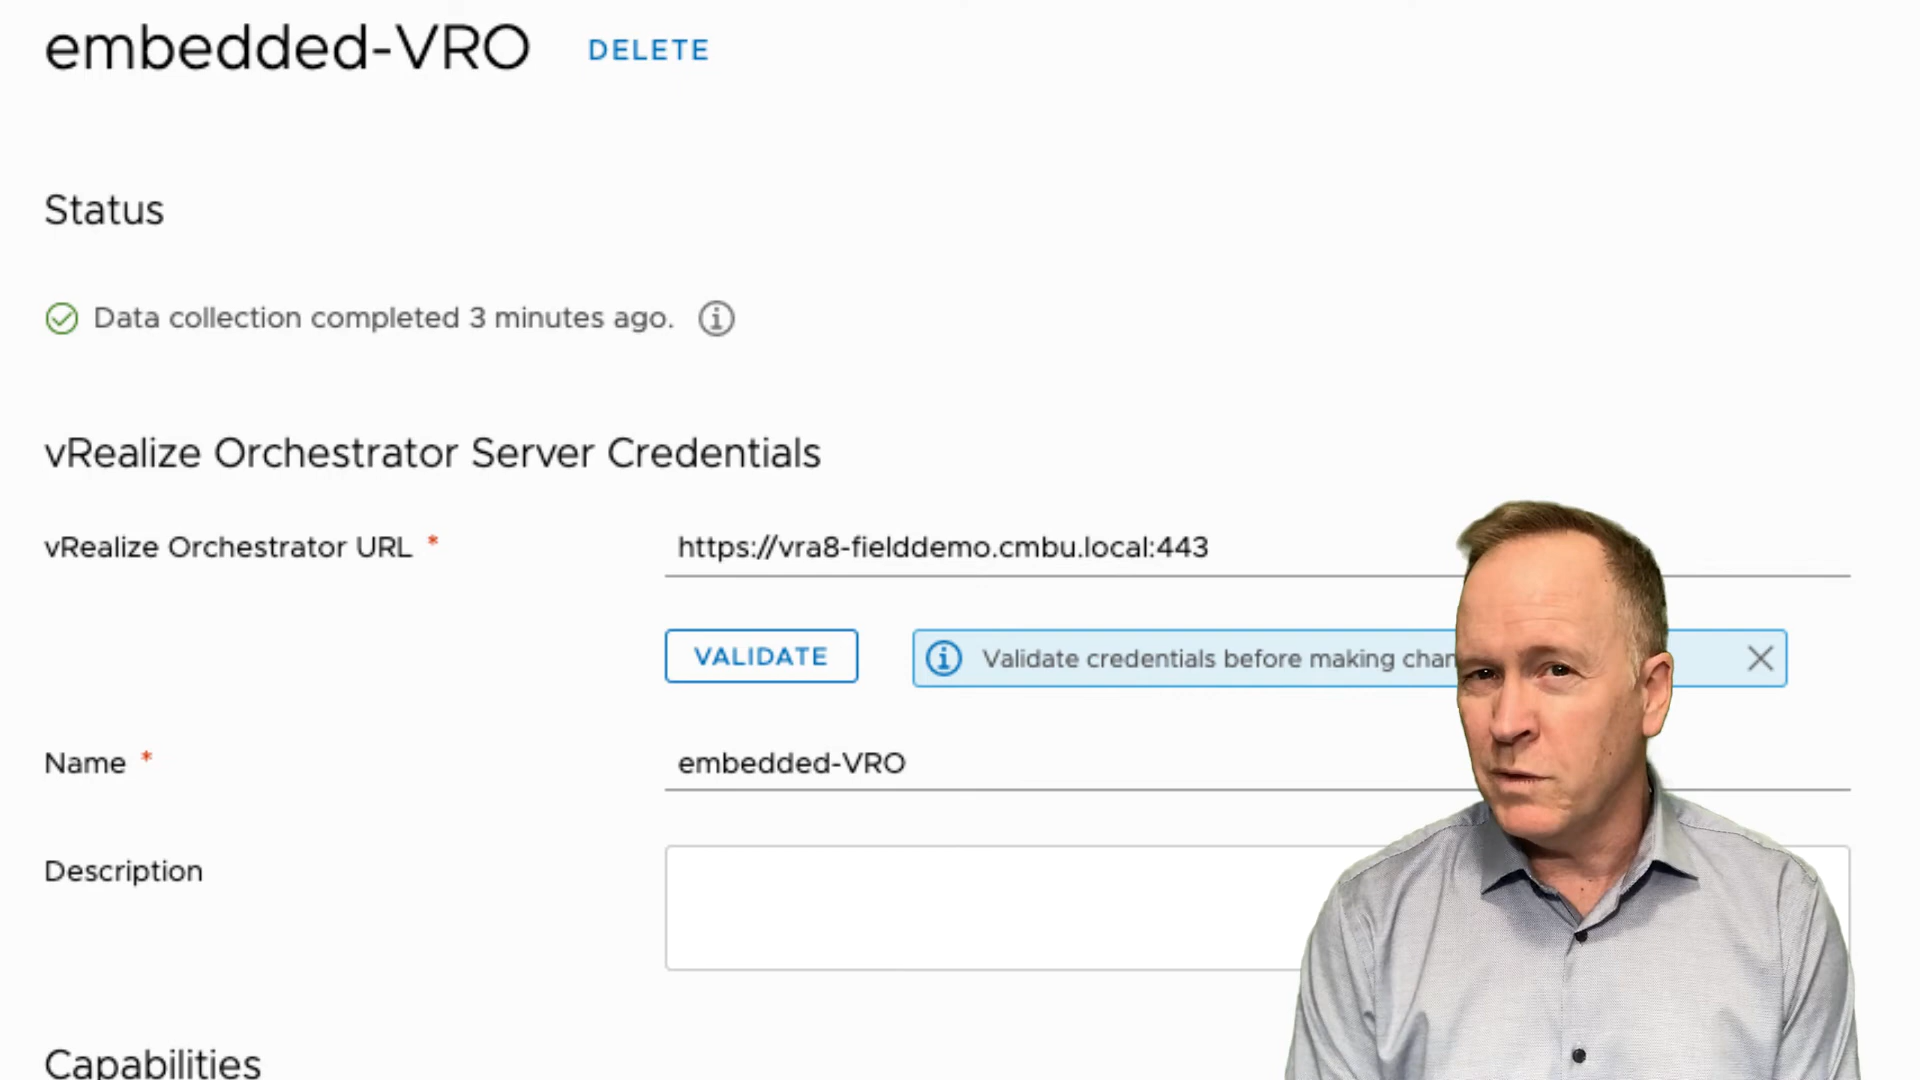 embedded-VRO DELETE
Status
Data collection completed 3 minutes ago.
vRealize Orchestrator Server Credentials
vRealize Orchestrator URL * https://vra8-fielddemo.cmbu.local:443
VALIDATE Validate credentials before making
Name * embedded-VRO
Description
Capabilities